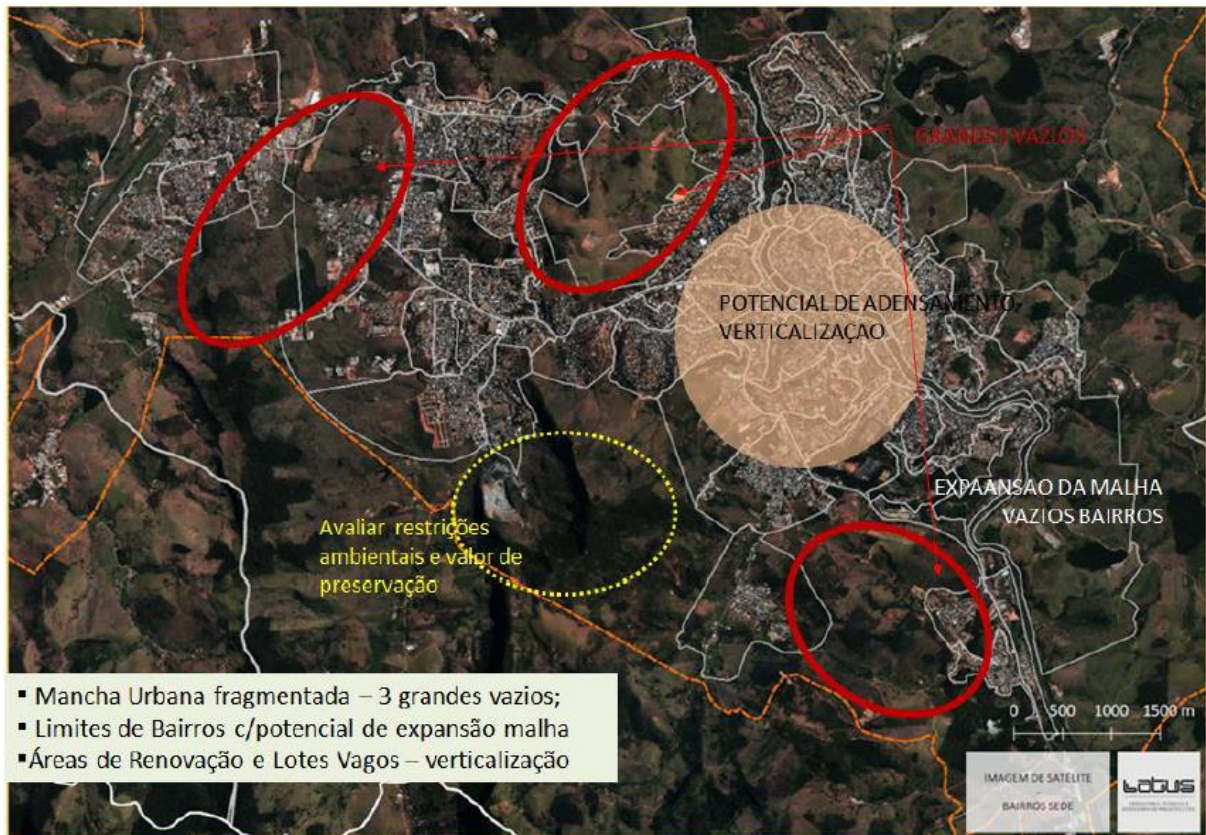 GRANDES VAZIOS
POTENCIAL DE ADENSAMENTO
VERTICALIZAÇAO
EXPAANSAO DA MALHA
VAZIOS BAIRROS
Avaliar restrições
ambientais e valor de
preservação
▪ Mancha Urbana fragmentada – 3 grandes vazios;
▪ Limites de Bairros c/potencial de expansão malha
▪Áreas de Renovação e Lotes Vagos – verticalização
0 500 1000 1500 m
IMAGEM DE SATÉLITE
–
BAIRROS SEDE
Latus